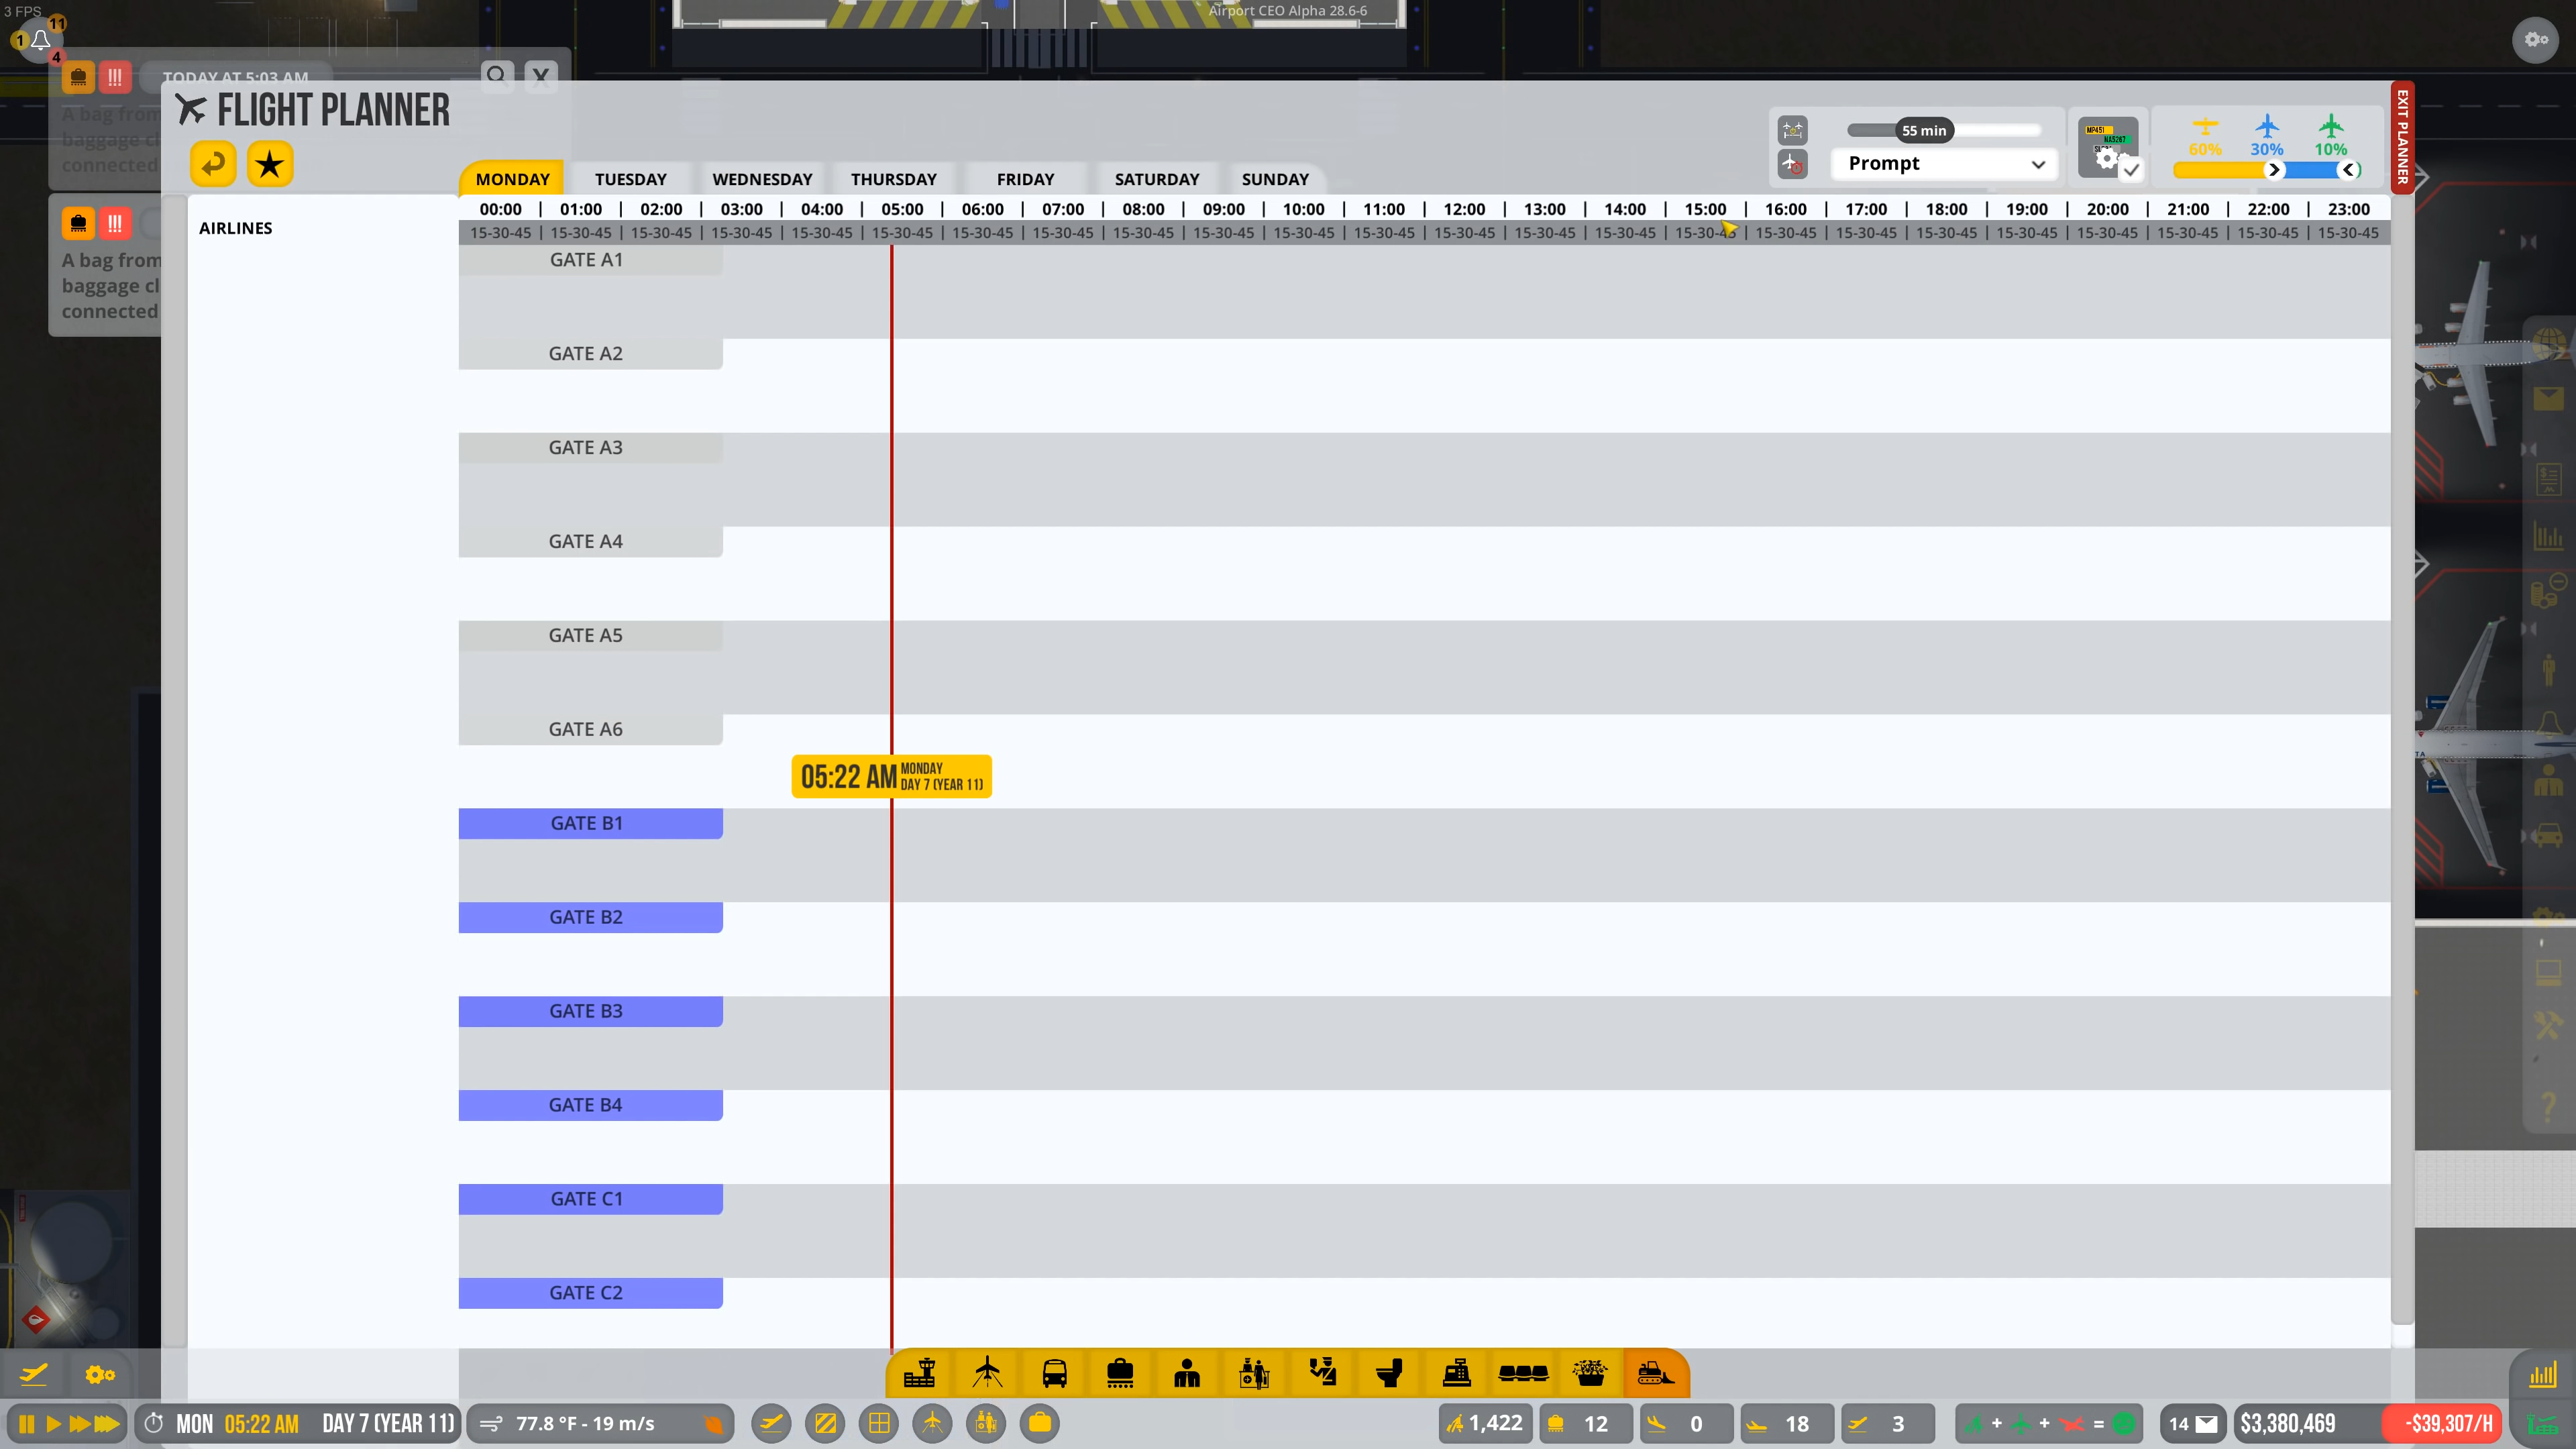 3 FPS
Airport CEO Alpha 28.6-6
11
1
4
!!!
TODAY AT 5:03 AM
X
A bag from
baggage cl
connected
!!!
A bag from
baggage cl
connected
FLIGHT PLANNER
EXIT PLANNER
55 min
Prompt
MP451
NAS267
60%
30%
10%
MONDAY
TUESDAY
WEDNESDAY
THURSDAY
FRIDAY
SATURDAY
SUNDAY
AIRLINES
00:00 | 01:00 | 02:00 | 03:00 | 04:00 | 05:00 | 06:00 | 07:00 | 08:00 | 09:00 | 10:00 | 11:00 | 12:00 | 13:00 | 14:00 | 15:00 | 16:00 | 17:00 | 18:00 | 19:00 | 20:00 | 21:00 | 22:00 | 23:00
15-30-45 | 15-30-45 | 15-30-45 | 15-30-45 | 15-30-45 | 15-30-45 | 15-30-45 | 15-30-45 | 15-30-45 | 15-30-45 | 15-30-45 | 15-30-45 | 15-30-45 | 15-30-45 | 15-30-45 | 15-30-45 | 15-30-45 | 15-30-45 | 15-30-45 | 15-30-45 | 15-30-45 | 15-30-45 | 15-30-45 | 15-30-45
GATE A1
GATE A2
GATE A3
GATE A4
GATE A5
GATE A6
05:22 AM
MONDAY
DAY 7 (YEAR 11)
GATE B1
GATE B2
GATE B3
GATE B4
GATE C1
GATE C2
MON 05:22 AM DAY 7 (YEAR 11)
77.8 °F - 19 m/s
1,422
12
0
18
3
+ + =
14
$3,380,469
-$39,307/H